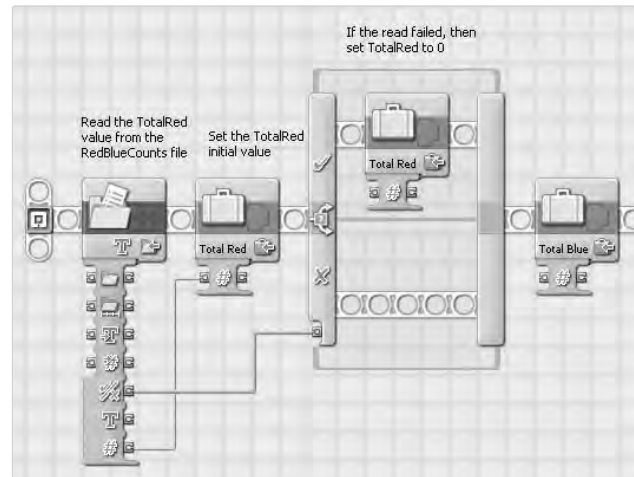 If the read failed, then
set TotalRed to 0
Read the TotalRed
value from the
RedBlueCounts file
Set the TotalRed
initial value
Total Red
Total Red
Total Blue